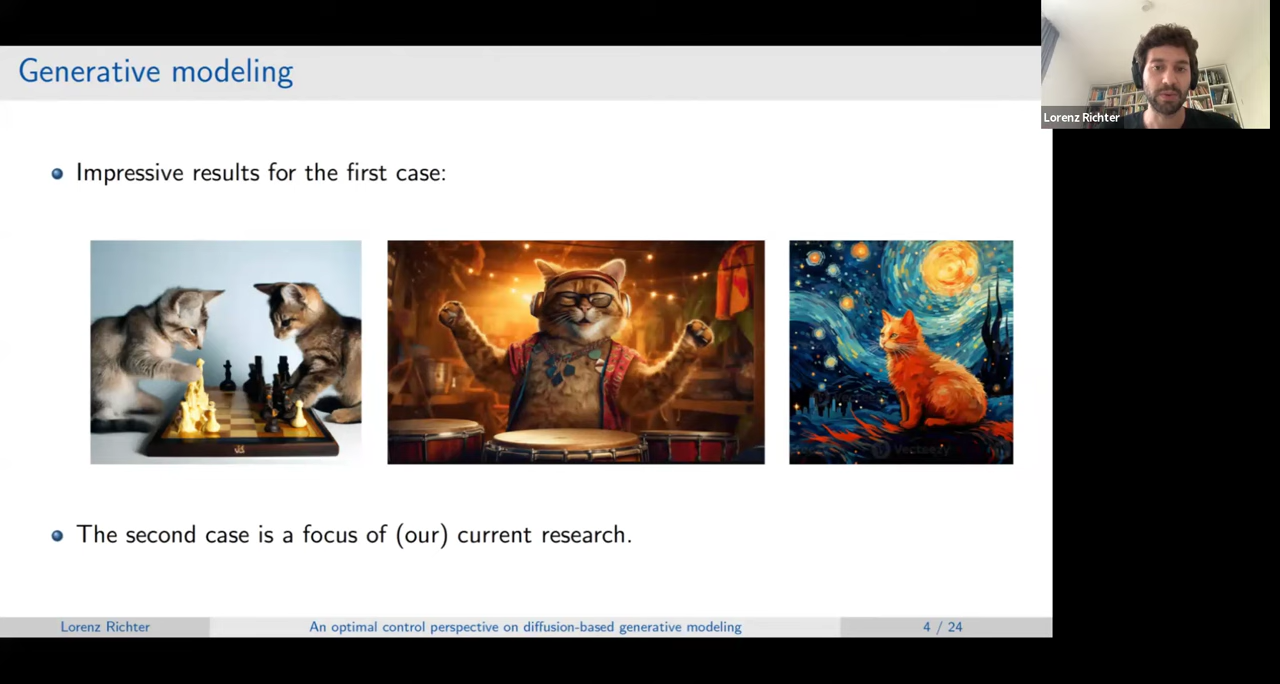 Generative modeling
Lorenz Richter
Impressive results for the first case:
Vecteezy
The second case is a focus of (our) current research.
Lorenz Richter
An optimal control perspective on diffusion-based generative modeling
4 / 24